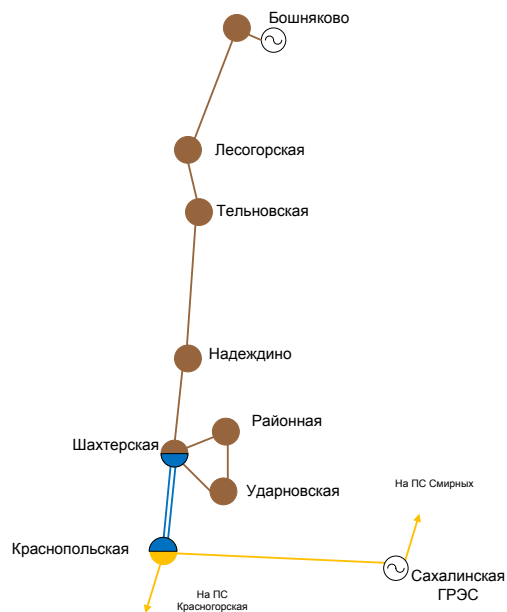 Бошняково
Лесогорская
Тельновская
Надеждино
Районная
Шахтерская
Ударновская
На ПС Смирных
Краснопольская
Сахалинская
ГРЭС
На ПС
Красногорская